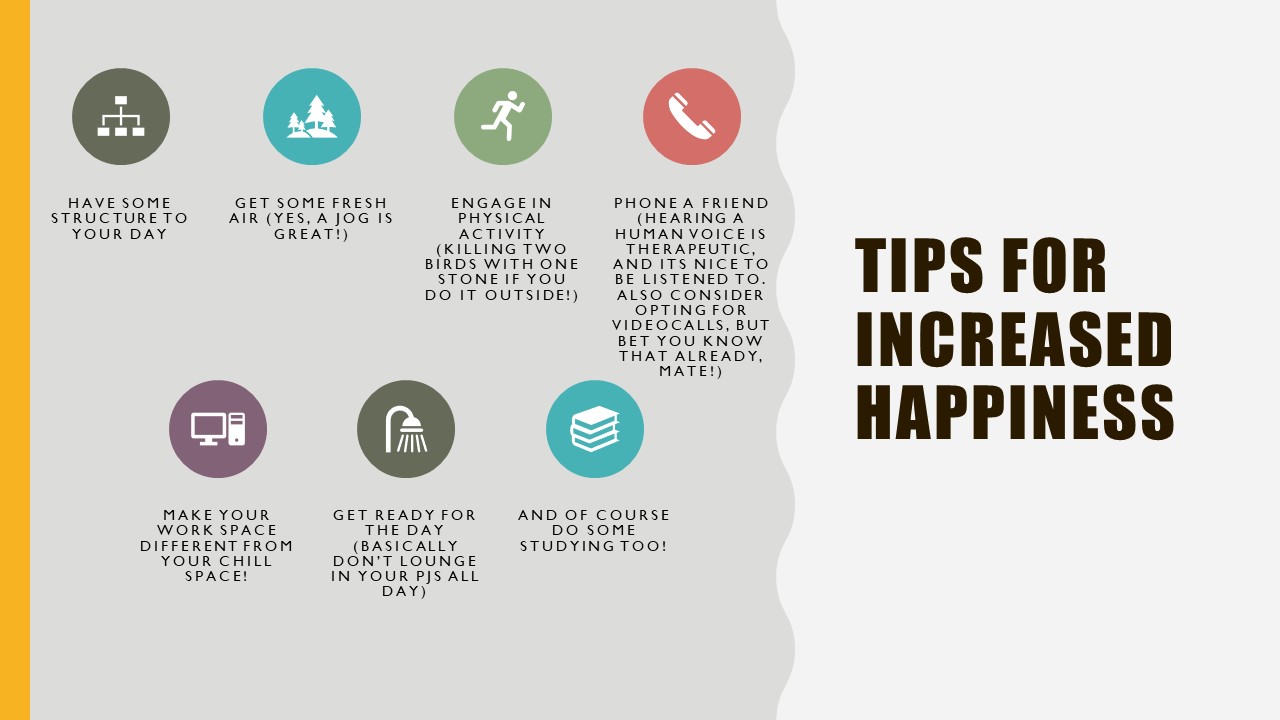 HAVE SOME
STRUCTURE TO
YOUR DAY
GET SOME FRESH
AIR (YES, A JOG IS
GREAT!)
ENGAGE IN
PHYSICAL
ACTIVITY
(KILLING TWO
BIRDS WITH ONE
STONE IF YOU
DO IT OUTSIDE!)
PHONE A FRIEND
(HEARING A
HUMAN VOICE IS
THERAPEUTIC,
AND ITS NICE TO
BE LISTENED TO.
ALSO CONSIDER
OPTING FOR
VIDEOCALLS, BUT
BET YOU KNOW
THAT ALREADY,
MATE!)
MAKE YOUR
WORK SPACE
DIFFERENT FROM
YOUR CHILL
SPACE!
GET READY FOR
THE DAY
(BASICALLY
DON'T LOUNGE
IN YOUR PJS ALL
DAY)
AND OF COURSE
DO SOME
STUDYING TOO!
TIPS FOR
INCREASED
HAPPINESS